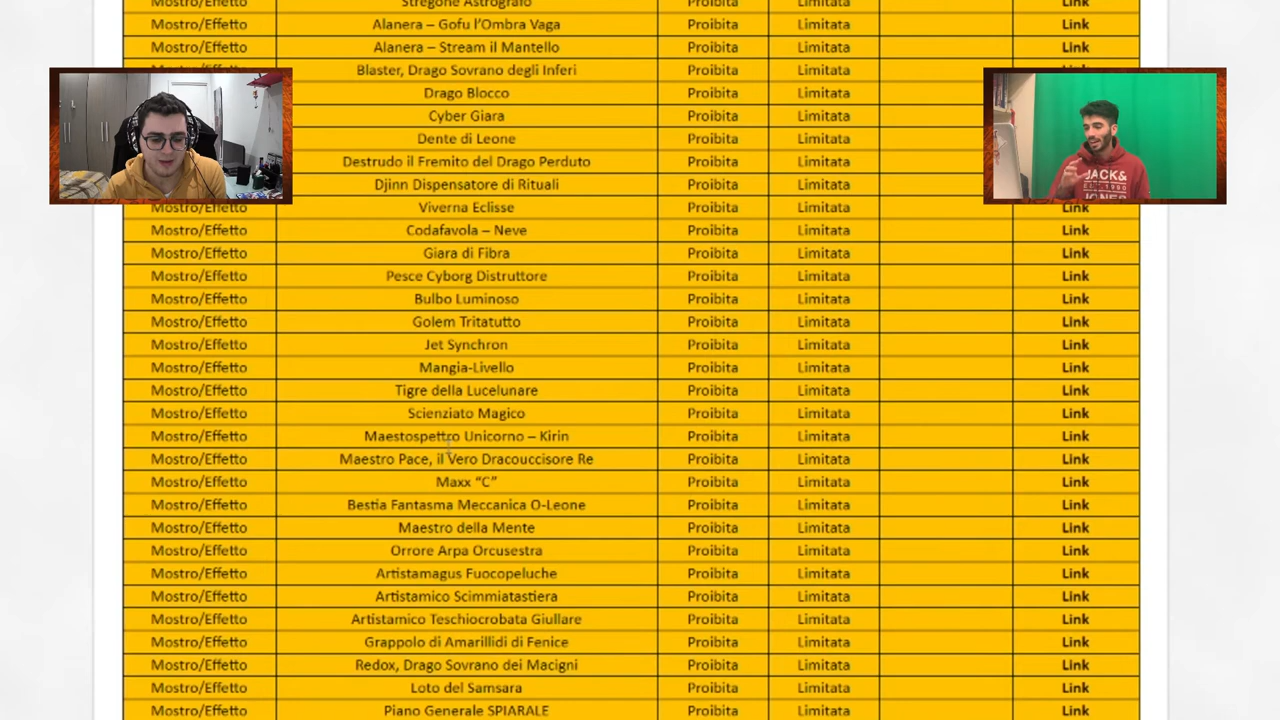 Mostro/Effetto Stregone Astrografo Proibita Limitata Link
Mostro/Effetto Alanera – Gofu l'Ombra Vaga Proibita Limitata Link
Mostro/Effetto Alanera – Stream il Mantello Proibita Limitata Link
Blaster, Drago Sovrano degli Inferi Proibita Limitata
Drago Blocco Proibita Limitata
Cyber Giara Proibita Limitata
Dente di Leone Proibita Limitata
Destrudo il Fremito del Drago Perduto Proibita Limitata
Djinn Dispensatore di Rituali Proibita Limitata
JACK&
JONES
Mostro/Effetto Viverna Eclisse Proibita Limitata Link
Mostro/Effetto Codafavola – Neve Proibita Limitata Link
Mostro/Effetto Giara di Fibra Proibita Limitata Link
Mostro/Effetto Pesce Cyborg Distruttore Proibita Limitata Link
Mostro/Effetto Bulbo Luminoso Proibita Limitata Link
Mostro/Effetto Golem Tritatutto Proibita Limitata Link
Mostro/Effetto Jet Synchron Proibita Limitata Link
Mostro/Effetto Mangia-Livello Proibita Limitata Link
Mostro/Effetto Tigre della Lucelunare Proibita Limitata Link
Mostro/Effetto Scienziato Magico Proibita Limitata Link
Mostro/Effetto Maestospettro Unicorno – Kirin Proibita Limitata Link
Mostro/Effetto Maestro Pace, il Vero Dracouccisore Re Proibita Limitata Link
Mostro/Effetto Maxx "C" Proibita Limitata Link
Mostro/Effetto Bestia Fantasma Meccanica O-Leone Proibita Limitata Link
Mostro/Effetto Maestro della Mente Proibita Limitata Link
Mostro/Effetto Orrore Arpa Orcusestra Proibita Limitata Link
Mostro/Effetto Artistamagus Fuocopeluche Proibita Limitata Link
Mostro/Effetto Artistamico Scimmiatastiera Proibita Limitata Link
Mostro/Effetto Artistamico Teschiocrobata Giullare Proibita Limitata Link
Mostro/Effetto Grappolo di Amarillidi di Fenice Proibita Limitata Link
Mostro/Effetto Redox, Drago Sovrano dei Macigni Proibita Limitata Link
Mostro/Effetto Loto del Samsara Proibita Limitata Link
Mostro/Effetto Piano Generale SPIARALE Proibita Limitata Link